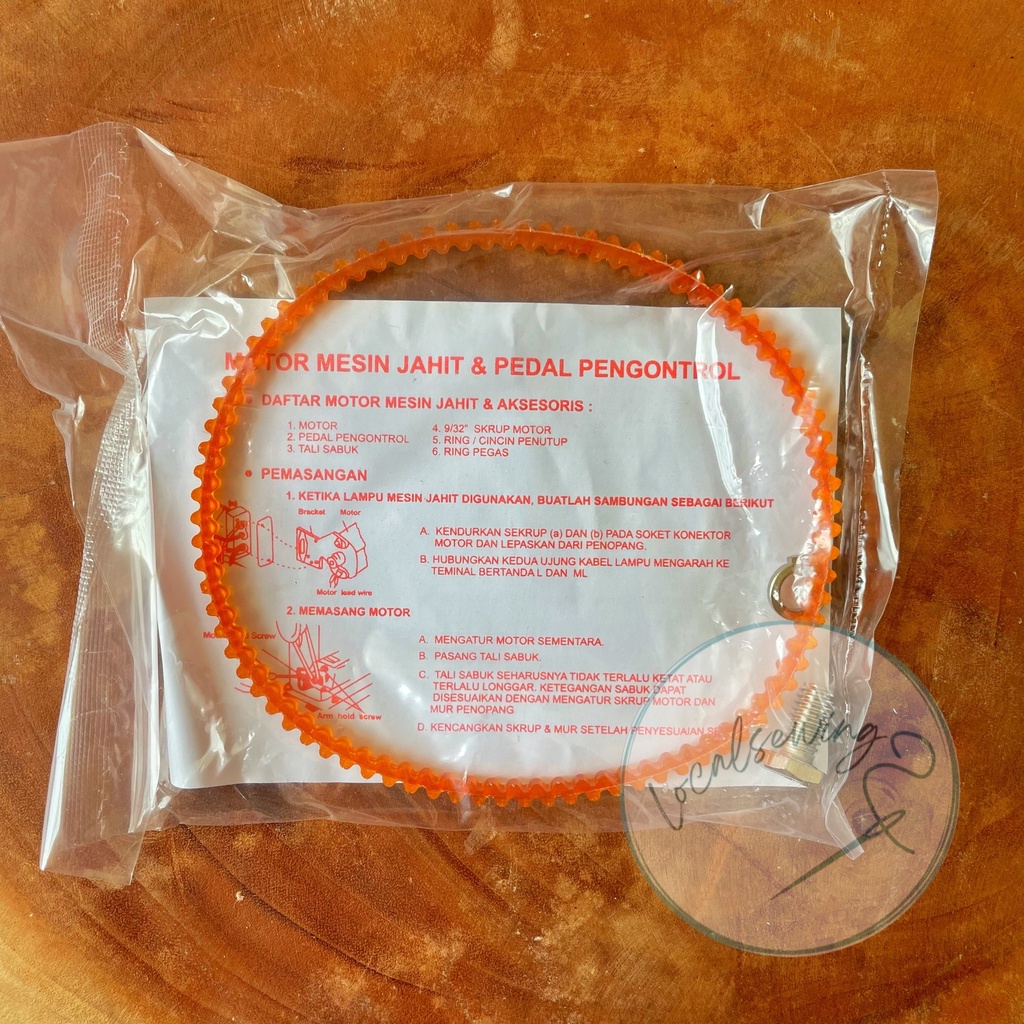 MOTOR MESIN JAHIT & PEDAL PENGONTROL
• DAFTAR MOTOR MESIN JAHIT & AKSESORIS :
1. MOTOR
2. PEDAL PENGONTROL
3. TALI SABUK
4. 9/32" SKRUP MOTOR
5. RING / CINCIN PENUTUP
6. RING PEGAS
• PEMASANGAN
1. KETIKA LAMPU MESIN JAHIT DIGUNAKAN, BUATLAH SAMBUNGAN SEBAGAI BERIKUT
Bracket Motor
Motor lead wire
A. KENDURKAN SEKRUP (a) DAN (b) PADA SOKET KONEKTOR
MOTOR DAN LEPASKAN DARI PENOPANG.
B. HUBUNGKAN KEDUA UJUNG KABEL LAMPU MENGARAH KE
TEMINAL BERTANDA L DAN ML
2. MEMASANG MOTOR
Screw
Arm hold screw
A. MENGATUR MOTOR SEMENTARA.
B. PASANG TALI SABUK.
C. TALI SABUK SEHARUSNYA TIDAK TERLALU KETAT ATAU
TERLALU LONGGAR. KETEGANGAN SABUK DAPAT
DISESUAIKAN DENGAN MENGATUR SKRUP MOTOR DAN
MUR PENOPANG
D. KENCANGKAN SKRUP & MUR SETELAH PENYESUAIAN
localsewing